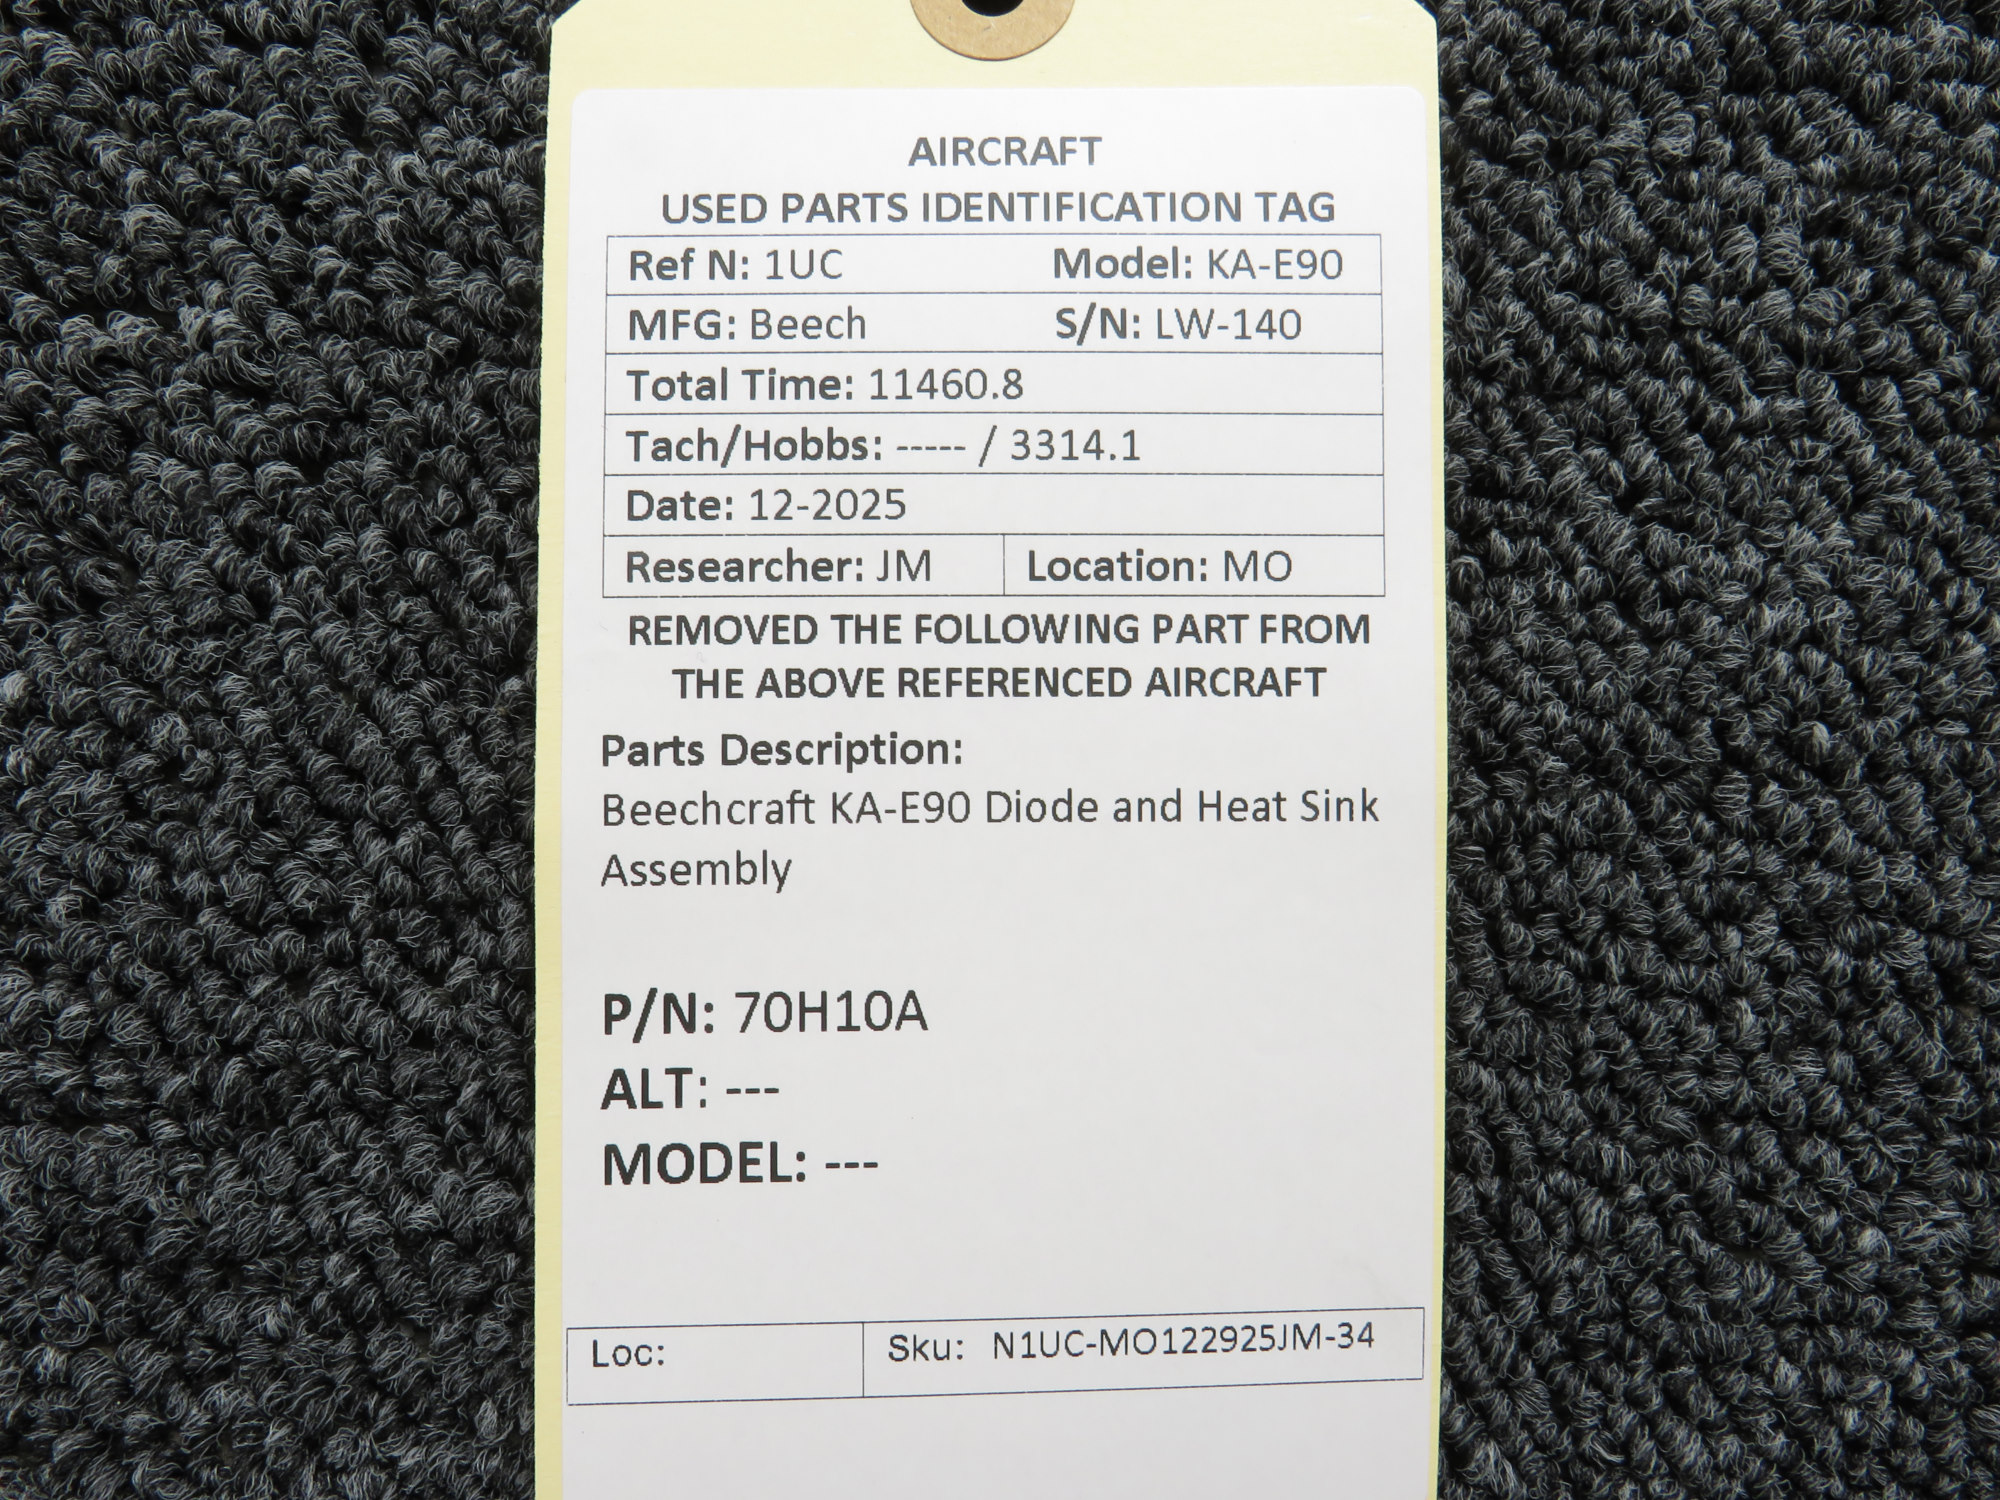 AIRCRAFT
USED PARTS IDENTIFICATION TAG
Ref N: 1UC Model: KA-E90
MFG: Beech S/N: LW-140
Total Time: 11460.8
Tach/Hobbs: ----- / 3314.1
Date: 12-2025
Researcher: JM Location: MO
REMOVED THE FOLLOWING PART FROM
THE ABOVE REFERENCED AIRCRAFT
Parts Description:
Beechcraft KA-E90 Diode and Heat Sink
Assembly
P/N: 70H10A
ALT: ---
MODEL: ---
Loc: Sku: N1UC-MO122925JM-34